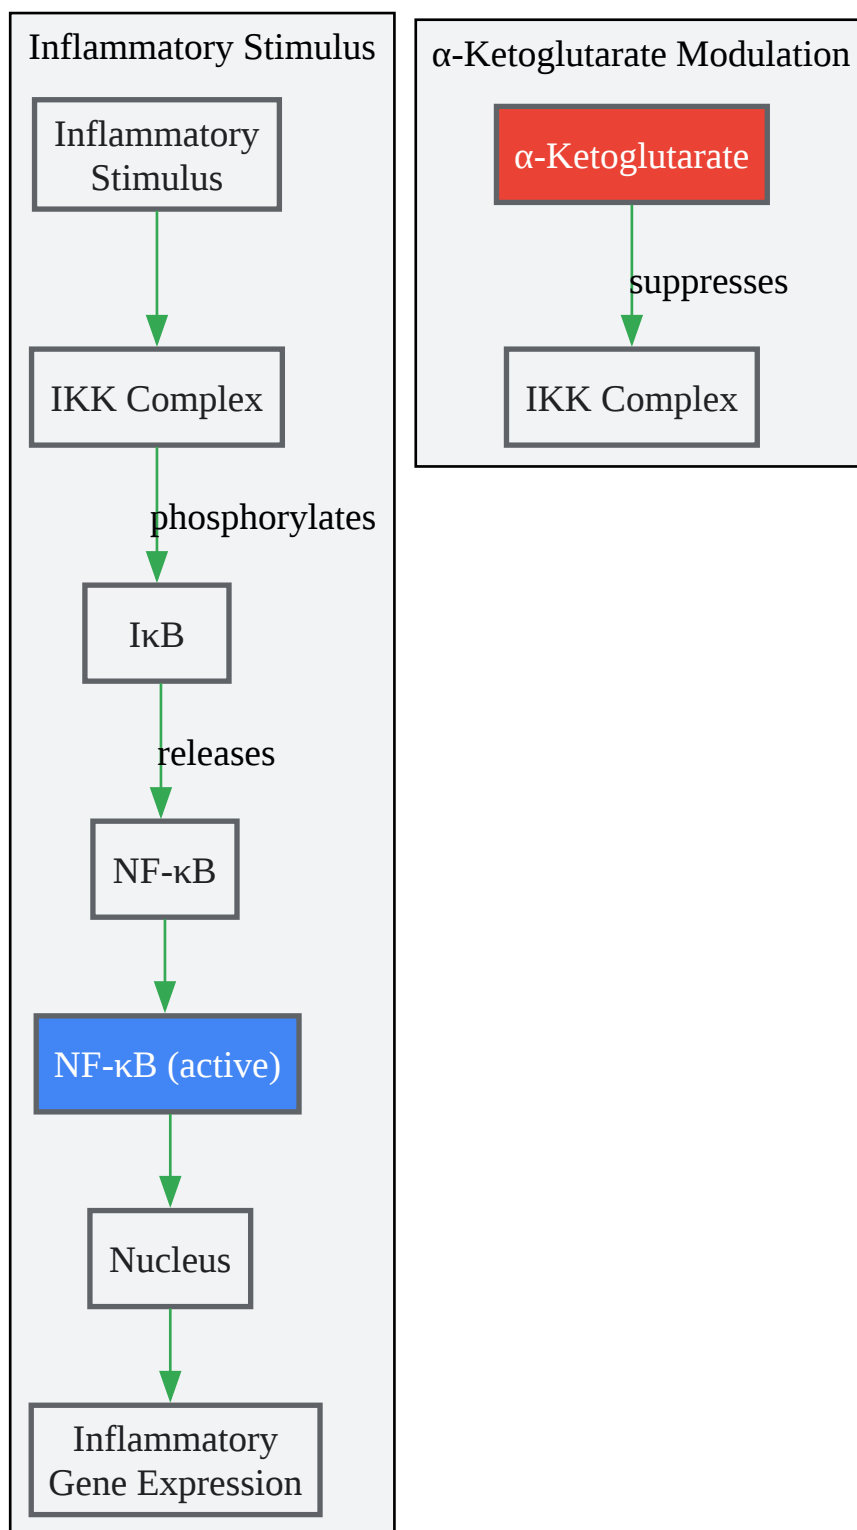 Inflammatory Stimulus
Inflammatory
Stimulus
IKK Complex
phosphorylates
IκB
releases
NF-κB
NF-κB (active)
Nucleus
Inflammatory
Gene Expression
α-Ketoglutarate Modulation
α-Ketoglutarate
suppresses
IKK Complex